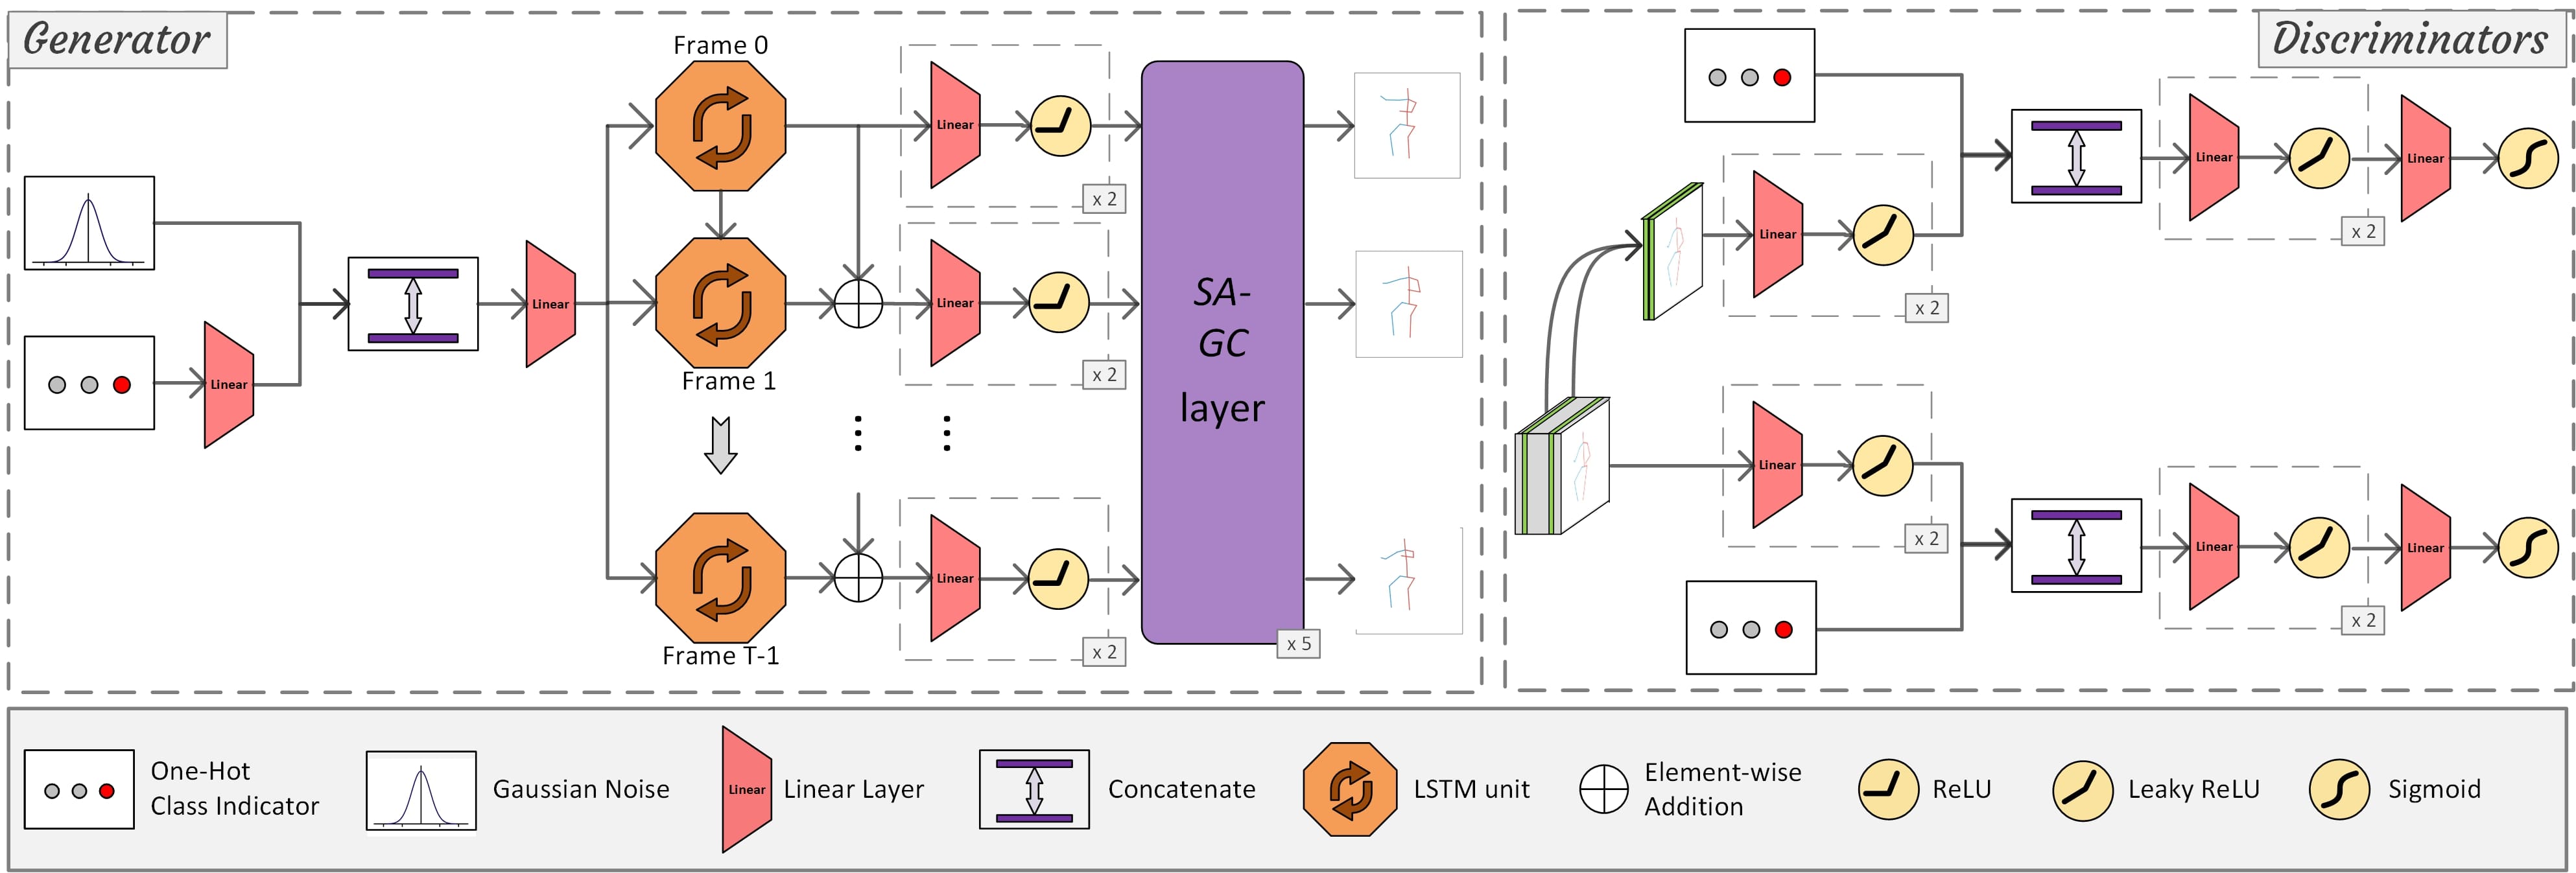 Generator
Frame 0
Linear
x 2
Linear
Linear
Frame 1
Linear
x 2
SA-
GC
layer
Linear
x 2
Frame T-1
x 5
Discriminators
Linear
Linear
x 2
Linear
x 2
Linear
x 2
Linear
Linear
x 2
One-Hot
Class Indicator
Gaussian Noise
Linear
Linear Layer
Concatenate
LSTM unit
Element-wise
Addition
ReLU
Leaky ReLU
Sigmoid